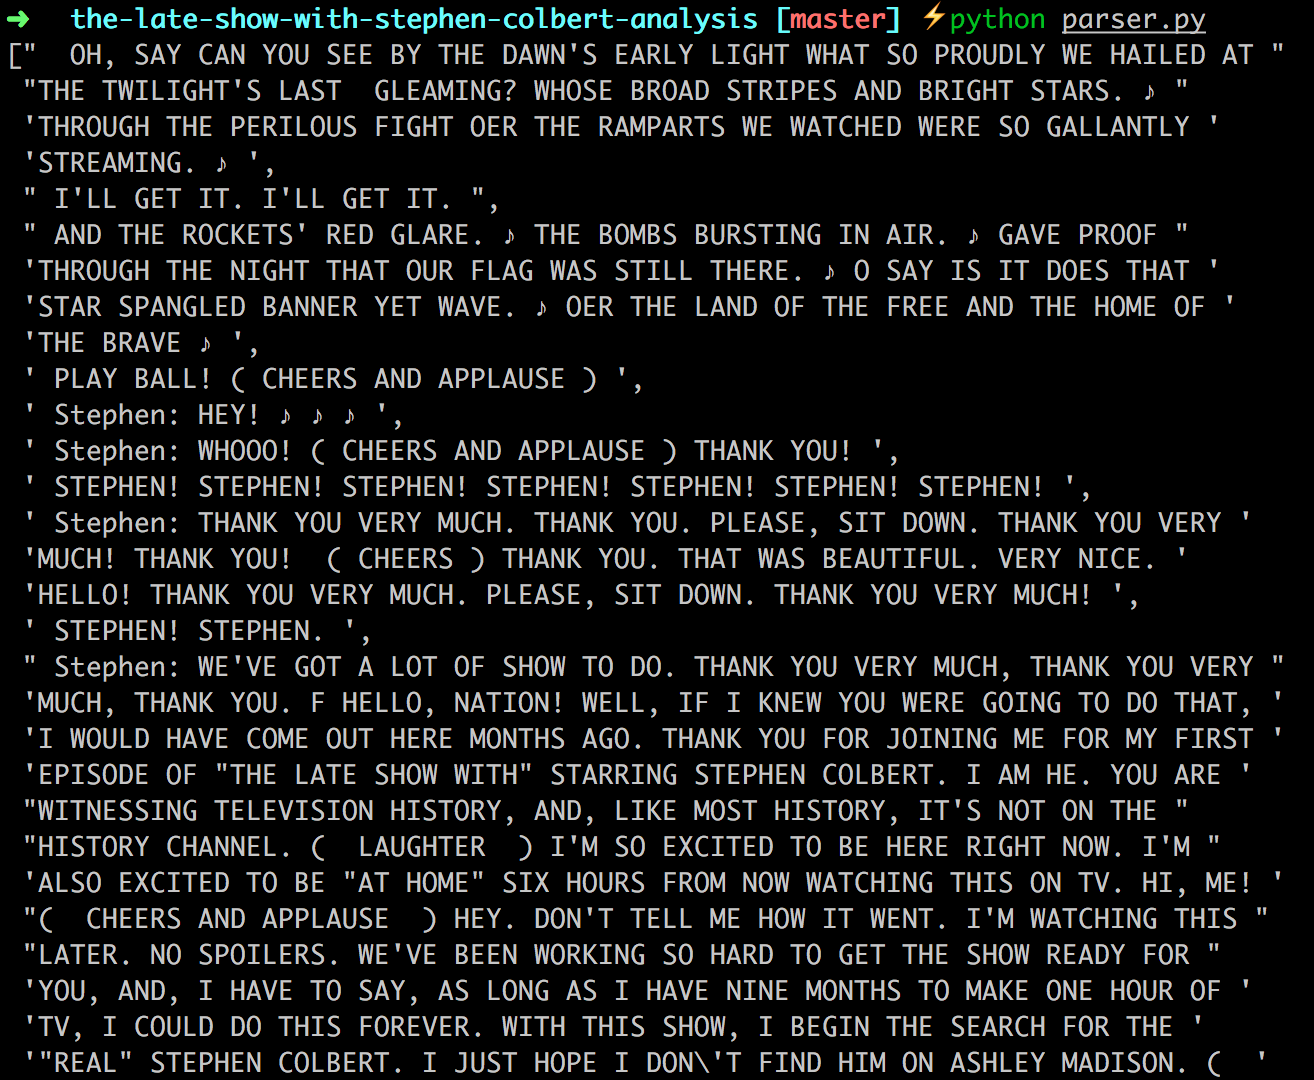 ➜  the-late-show-with-stephen-colbert-analysis [master] ⚡python parser.py
["  OH, SAY CAN YOU SEE BY THE DAWN'S EARLY LIGHT WHAT SO PROUDLY WE HAILED AT "
 "THE TWILIGHT'S LAST  GLEAMING? WHOSE BROAD STRIPES AND BRIGHT STARS. ♪ "
 'THROUGH THE PERILOUS FIGHT OER THE RAMPARTS WE WATCHED WERE SO GALLANTLY '
 'STREAMING. ♪ ',
 " I'LL GET IT. I'LL GET IT. ",
 " AND THE ROCKETS' RED GLARE. ♪ THE BOMBS BURSTING IN AIR. ♪ GAVE PROOF "
 'THROUGH THE NIGHT THAT OUR FLAG WAS STILL THERE. ♪ O SAY IS IT DOES THAT '
 'STAR SPANGLED BANNER YET WAVE. ♪ OER THE LAND OF THE FREE AND THE HOME OF '
 'THE BRAVE ♪ ',
 ' PLAY BALL! ( CHEERS AND APPLAUSE ) ',
 ' Stephen: HEY! ♪ ♪ ♪ ',
 ' Stephen: WHOOO! ( CHEERS AND APPLAUSE ) THANK YOU! ',
 ' STEPHEN! STEPHEN! STEPHEN! STEPHEN! STEPHEN! STEPHEN! STEPHEN! ',
 ' Stephen: THANK YOU VERY MUCH. THANK YOU. PLEASE, SIT DOWN. THANK YOU VERY '
 'MUCH! THANK YOU!  ( CHEERS ) THANK YOU. THAT WAS BEAUTIFUL. VERY NICE. '
 'HELLO! THANK YOU VERY MUCH. PLEASE, SIT DOWN. THANK YOU VERY MUCH! ',
 ' STEPHEN! STEPHEN. ',
 " Stephen: WE'VE GOT A LOT OF SHOW TO DO. THANK YOU VERY MUCH, THANK YOU VERY "
 'MUCH, THANK YOU. F HELLO, NATION! WELL, IF I KNEW YOU WERE GOING TO DO THAT, '
 'I WOULD HAVE COME OUT HERE MONTHS AGO. THANK YOU FOR JOINING ME FOR MY FIRST '
 'EPISODE OF "THE LATE SHOW WITH" STARRING STEPHEN COLBERT. I AM HE. YOU ARE '
 "WITNESSING TELEVISION HISTORY, AND, LIKE MOST HISTORY, IT'S NOT ON THE "
 "HISTORY CHANNEL. (  LAUGHTER  ) I'M SO EXCITED TO BE HERE RIGHT NOW. I'M "
 'ALSO EXCITED TO BE "AT HOME" SIX HOURS FROM NOW WATCHING THIS ON TV. HI, ME! '
 "(  CHEERS AND APPLAUSE  ) HEY. DON'T TELL ME HOW IT WENT. I'M WATCHING THIS "
 "LATER. NO SPOILERS. WE'VE BEEN WORKING SO HARD TO GET THE SHOW READY FOR "
 'YOU, AND, I HAVE TO SAY, AS LONG AS I HAVE NINE MONTHS TO MAKE ONE HOUR OF '
 'TV, I COULD DO THIS FOREVER. WITH THIS SHOW, I BEGIN THE SEARCH FOR THE '
 '"REAL" STEPHEN COLBERT. I JUST HOPE I DON\'T FIND HIM ON ASHLEY MADISON. (  '